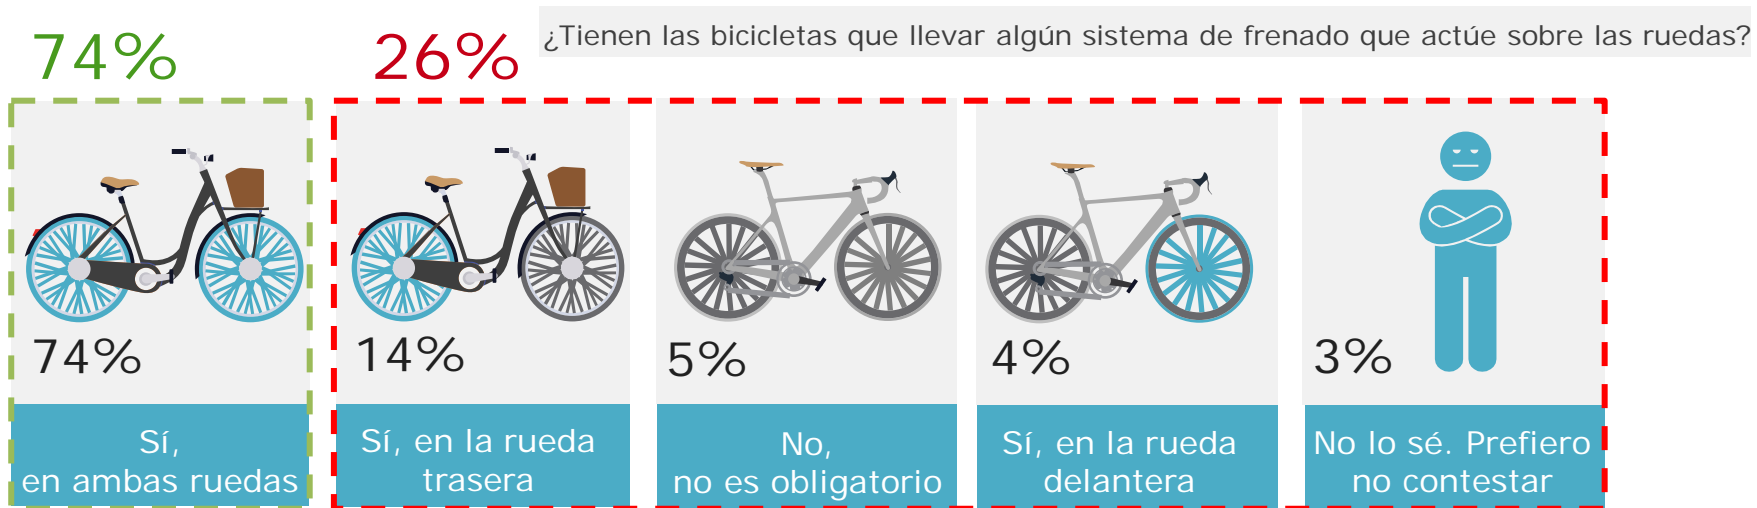 74%
26%
¿Tienen las bicicletas que llevar algún sistema de frenado que actúe sobre las ruedas?
74%
Sí,
en ambas ruedas
14%
Sí, en la rueda
trasera
5%
No,
no es obligatorio
4%
Sí, en la rueda
delantera
3%
No lo sé. Prefiero
no contestar